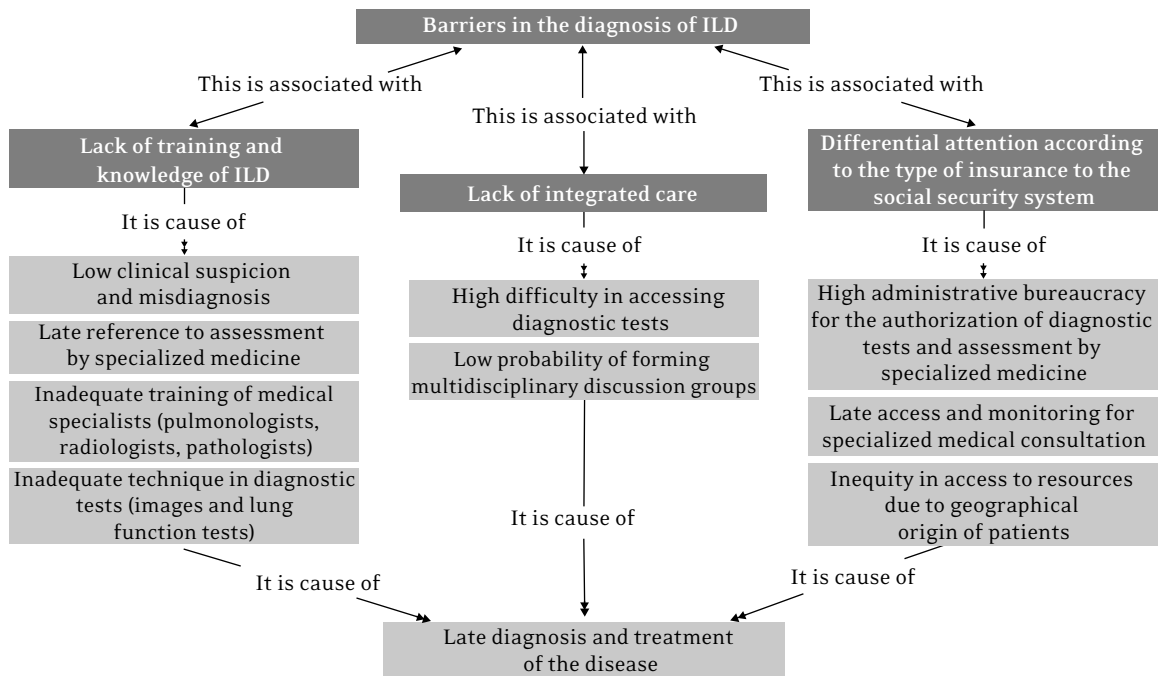 Barriers in the diagnosis of ILD
This is associated with
This is associated with
This is associated with
Lack of training and
knowledge of ILD
It is cause of
Low clinical suspicion
and misdiagnosis
Late reference to assessment
by specialized medicine
Inadequate training of medical
specialists (pulmonologists,
radiologists, pathologists)
Inadequate technique in diagnostic
tests (images and lung
function tests)
It is cause of
Lack of integrated care
It is cause of
High difficulty in accessing
diagnostic tests
Low probability of forming
multidisciplinary discussion groups
It is cause of
Differential attention according
to the type of insurance to the
social security system
It is cause of
High administrative bureaucracy
for the authorization of diagnostic
tests and assessment by
specialized medicine
Late access and monitoring for
specialized medical consultation
Inequity in access to resources
due to geographical
origin of patients
It is cause of
Late diagnosis and treatment
of the disease